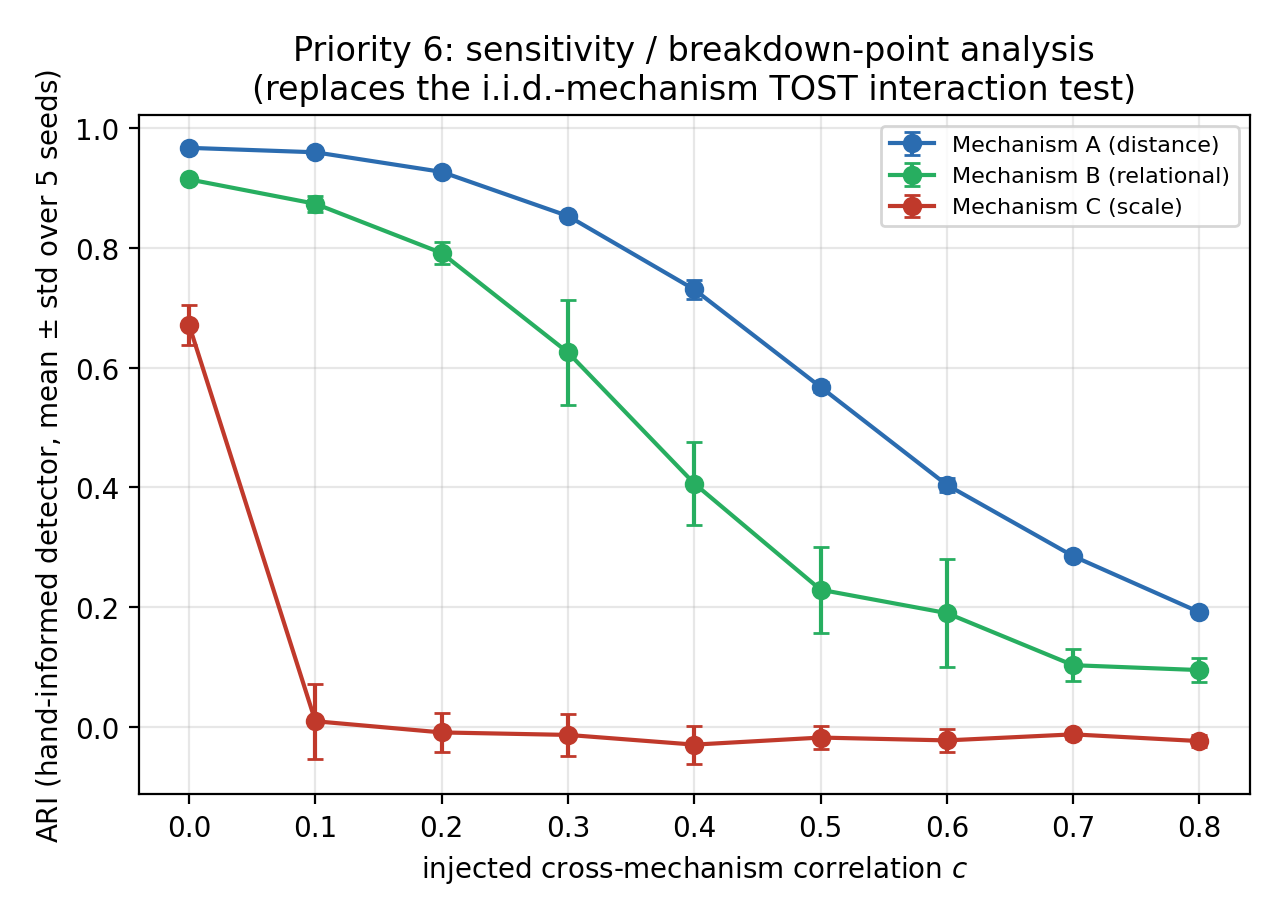 Priority 6: sensitivity / breakdown-point analysis
(replaces the i.i.d.-mechanism TOST interaction test)
ARI (hand-informed detector, mean ± std over 5 seeds)
1.0
0.8
0.6
0.4
0.2
0.0
Mechanism A (distance)
Mechanism B (relational)
Mechanism C (scale)
0.0 0.1 0.2 0.3 0.4 0.5 0.6 0.7 0.8
injected cross-mechanism correlation c